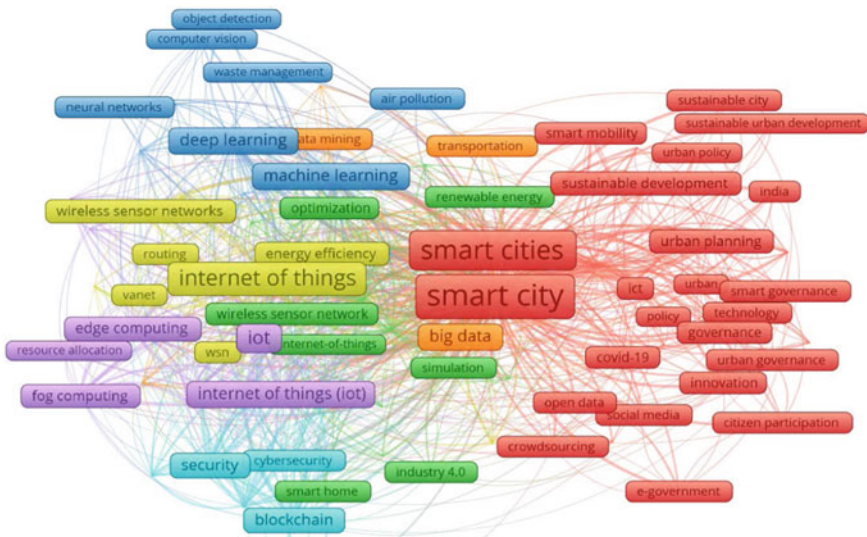 object detection
computer vision
waste management
neural networks
air pollution
sustainable city
sustainable urban development
deep learning
ata mining
transportation
smart mobility
urban policy
machine learning
renewable energy
sustainable development
india
wireless sensor networks
optimization
routing
energy efficiency
smart cities
urban planning
internet of things
vanet
smart city
ict
urban
smart governance
wireless sensor network
policy
technology
edge computing
iot
internet-of-things
big data
governance
resource allocation
wsn
simulation
covid-19
urban governance
fog computing
internet of things (iot)
innovation
open data
social media
citizen participation
crowdsourcing
security
cybersecurity
industry 4.0
smart home
e-government
blockchain